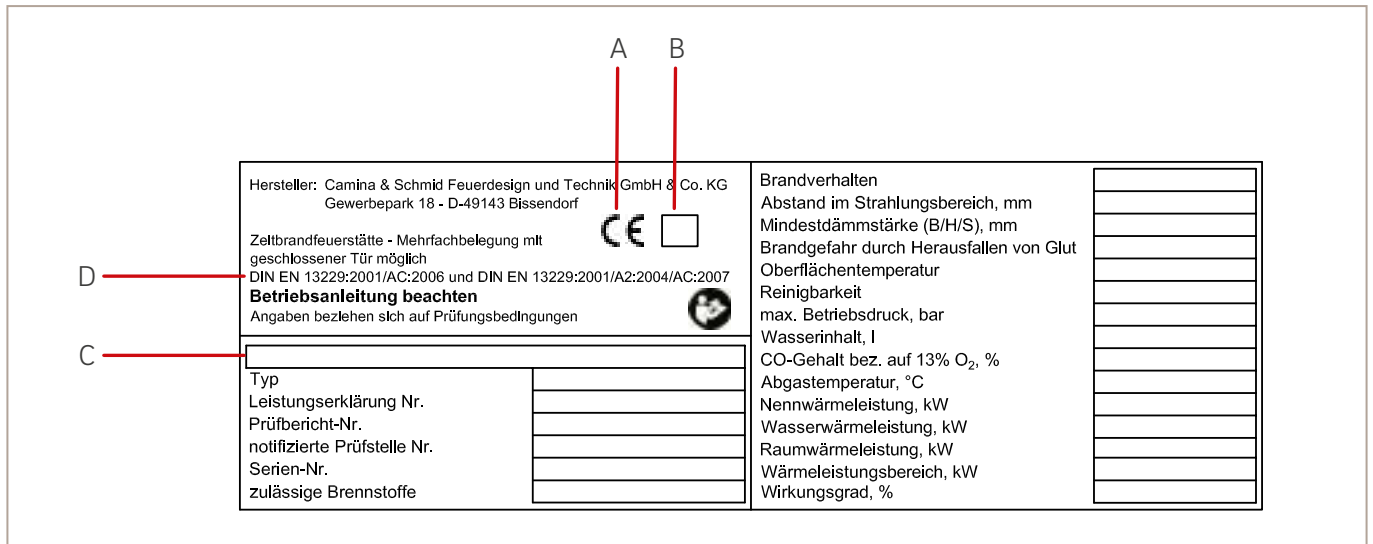 A B
Hersteller: Camina & Schmid Feuerdesign und Technik GmbH & Co. KG
Gewerbepark 18 - D-49143 Bissendorf
CE
Zeitbrandfeuerstätte - Mehrfachbelegung mit
geschlossener Tür möglich
D
DIN EN 13229:2001/AC:2006 und DIN EN 13229:2001/A2:2004/AC:2007
Betriebsanleitung beachten
Angaben beziehen sich auf Prüfungsbedingungen
C
Typ
Leistungserklärung Nr.
Prüfbericht-Nr.
notifizierte Prüfstelle Nr.
Serien-Nr.
zulässige Brennstoffe
Brandverhalten
Abstand im Strahlungsbereich, mm
Mindestdämmstärke (B/H/S), mm
Brandgefahr durch Herausfallen von Glut
Oberflächentemperatur
Reinigbarkeit
max. Betriebsdruck, bar
Wasserinhalt, l
CO-Gehalt bez. auf 13% O₂, %
Abgastemperatur, °C
Nennwärmeleistung, kW
Wasserwärmeleistung, kW
Raumwärmeleistung, kW
Wärmeleistungsbereich, kW
Wirkungsgrad, %